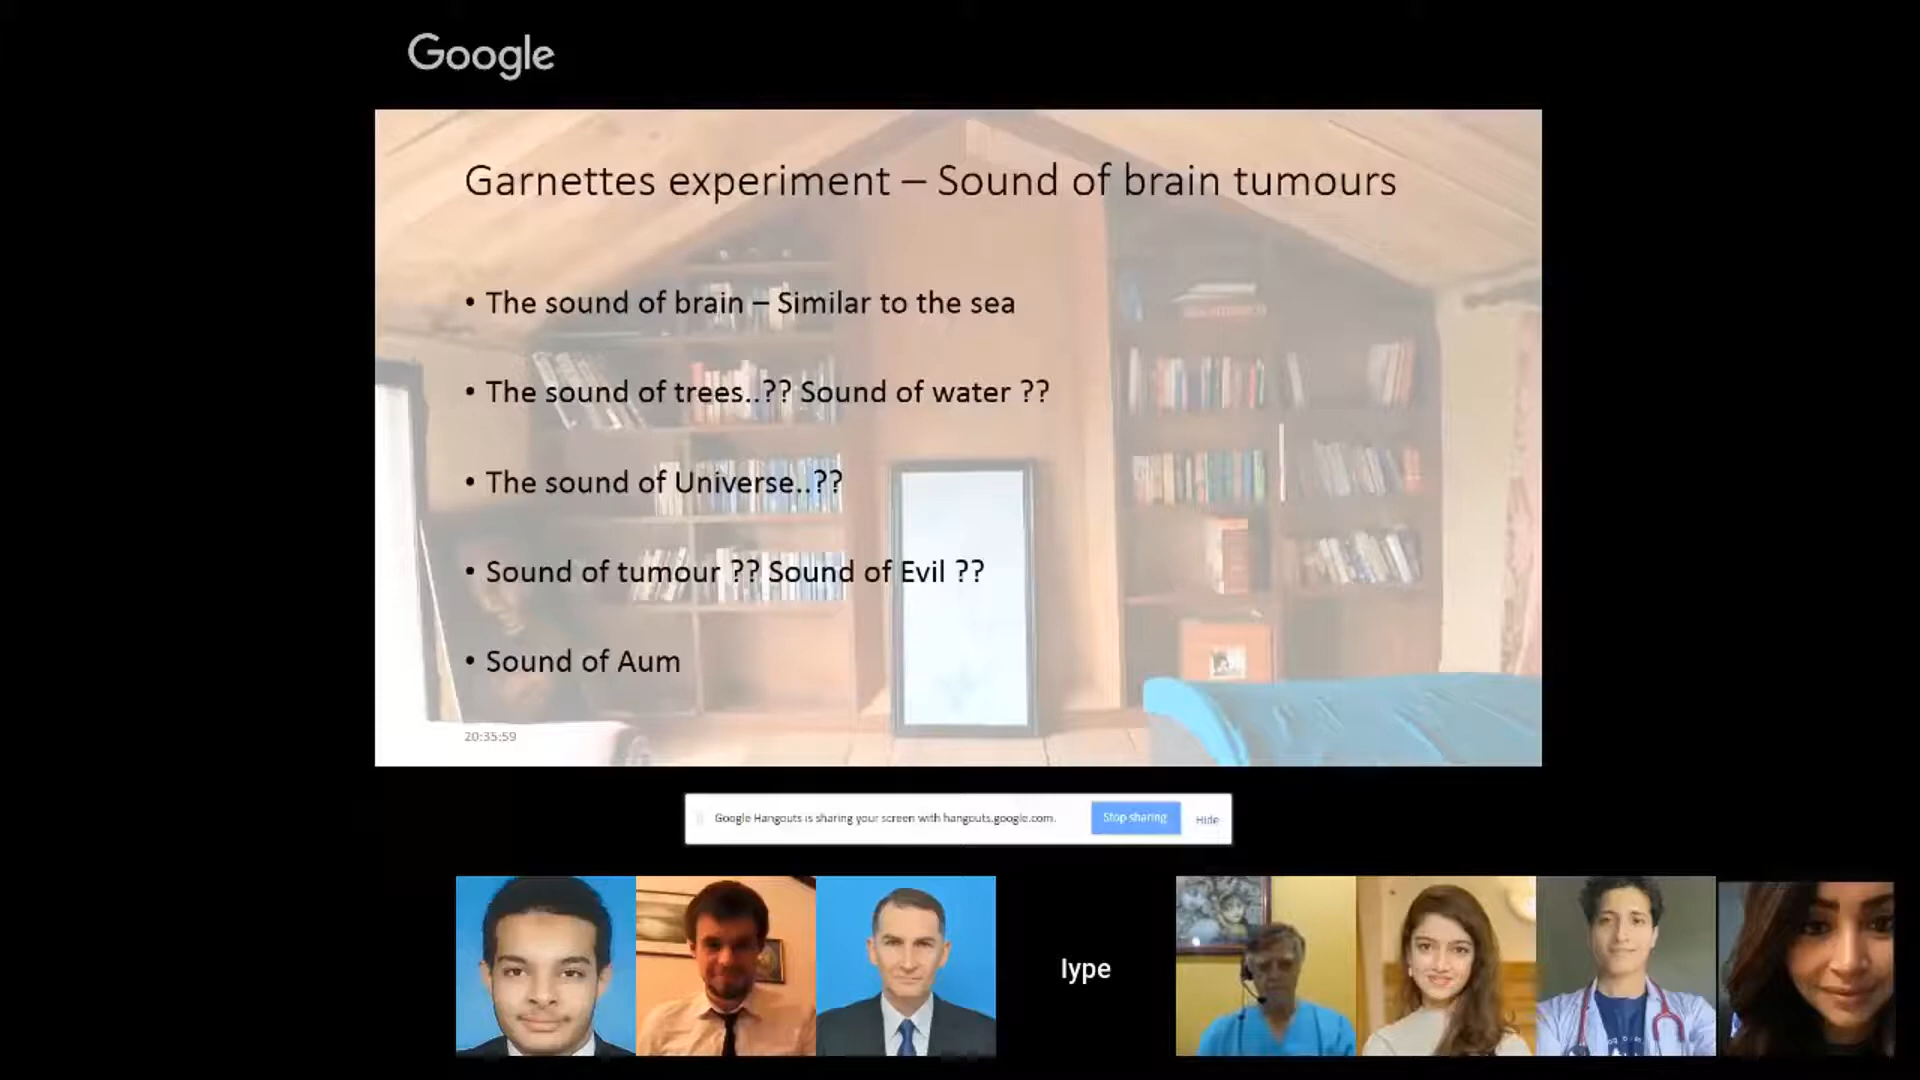 Google
Garnettes experiment – Sound of brain tumours
• The sound of brain – Similar to the sea
• The sound of trees..?? Sound of water ??
• The sound of Universe..??
• Sound of tumour ?? Sound of Evil ??
• Sound of Aum
20:35:59
Google Hangouts is sharing your screen with hangouts.google.com.
Stop sharing
Hide
Iype